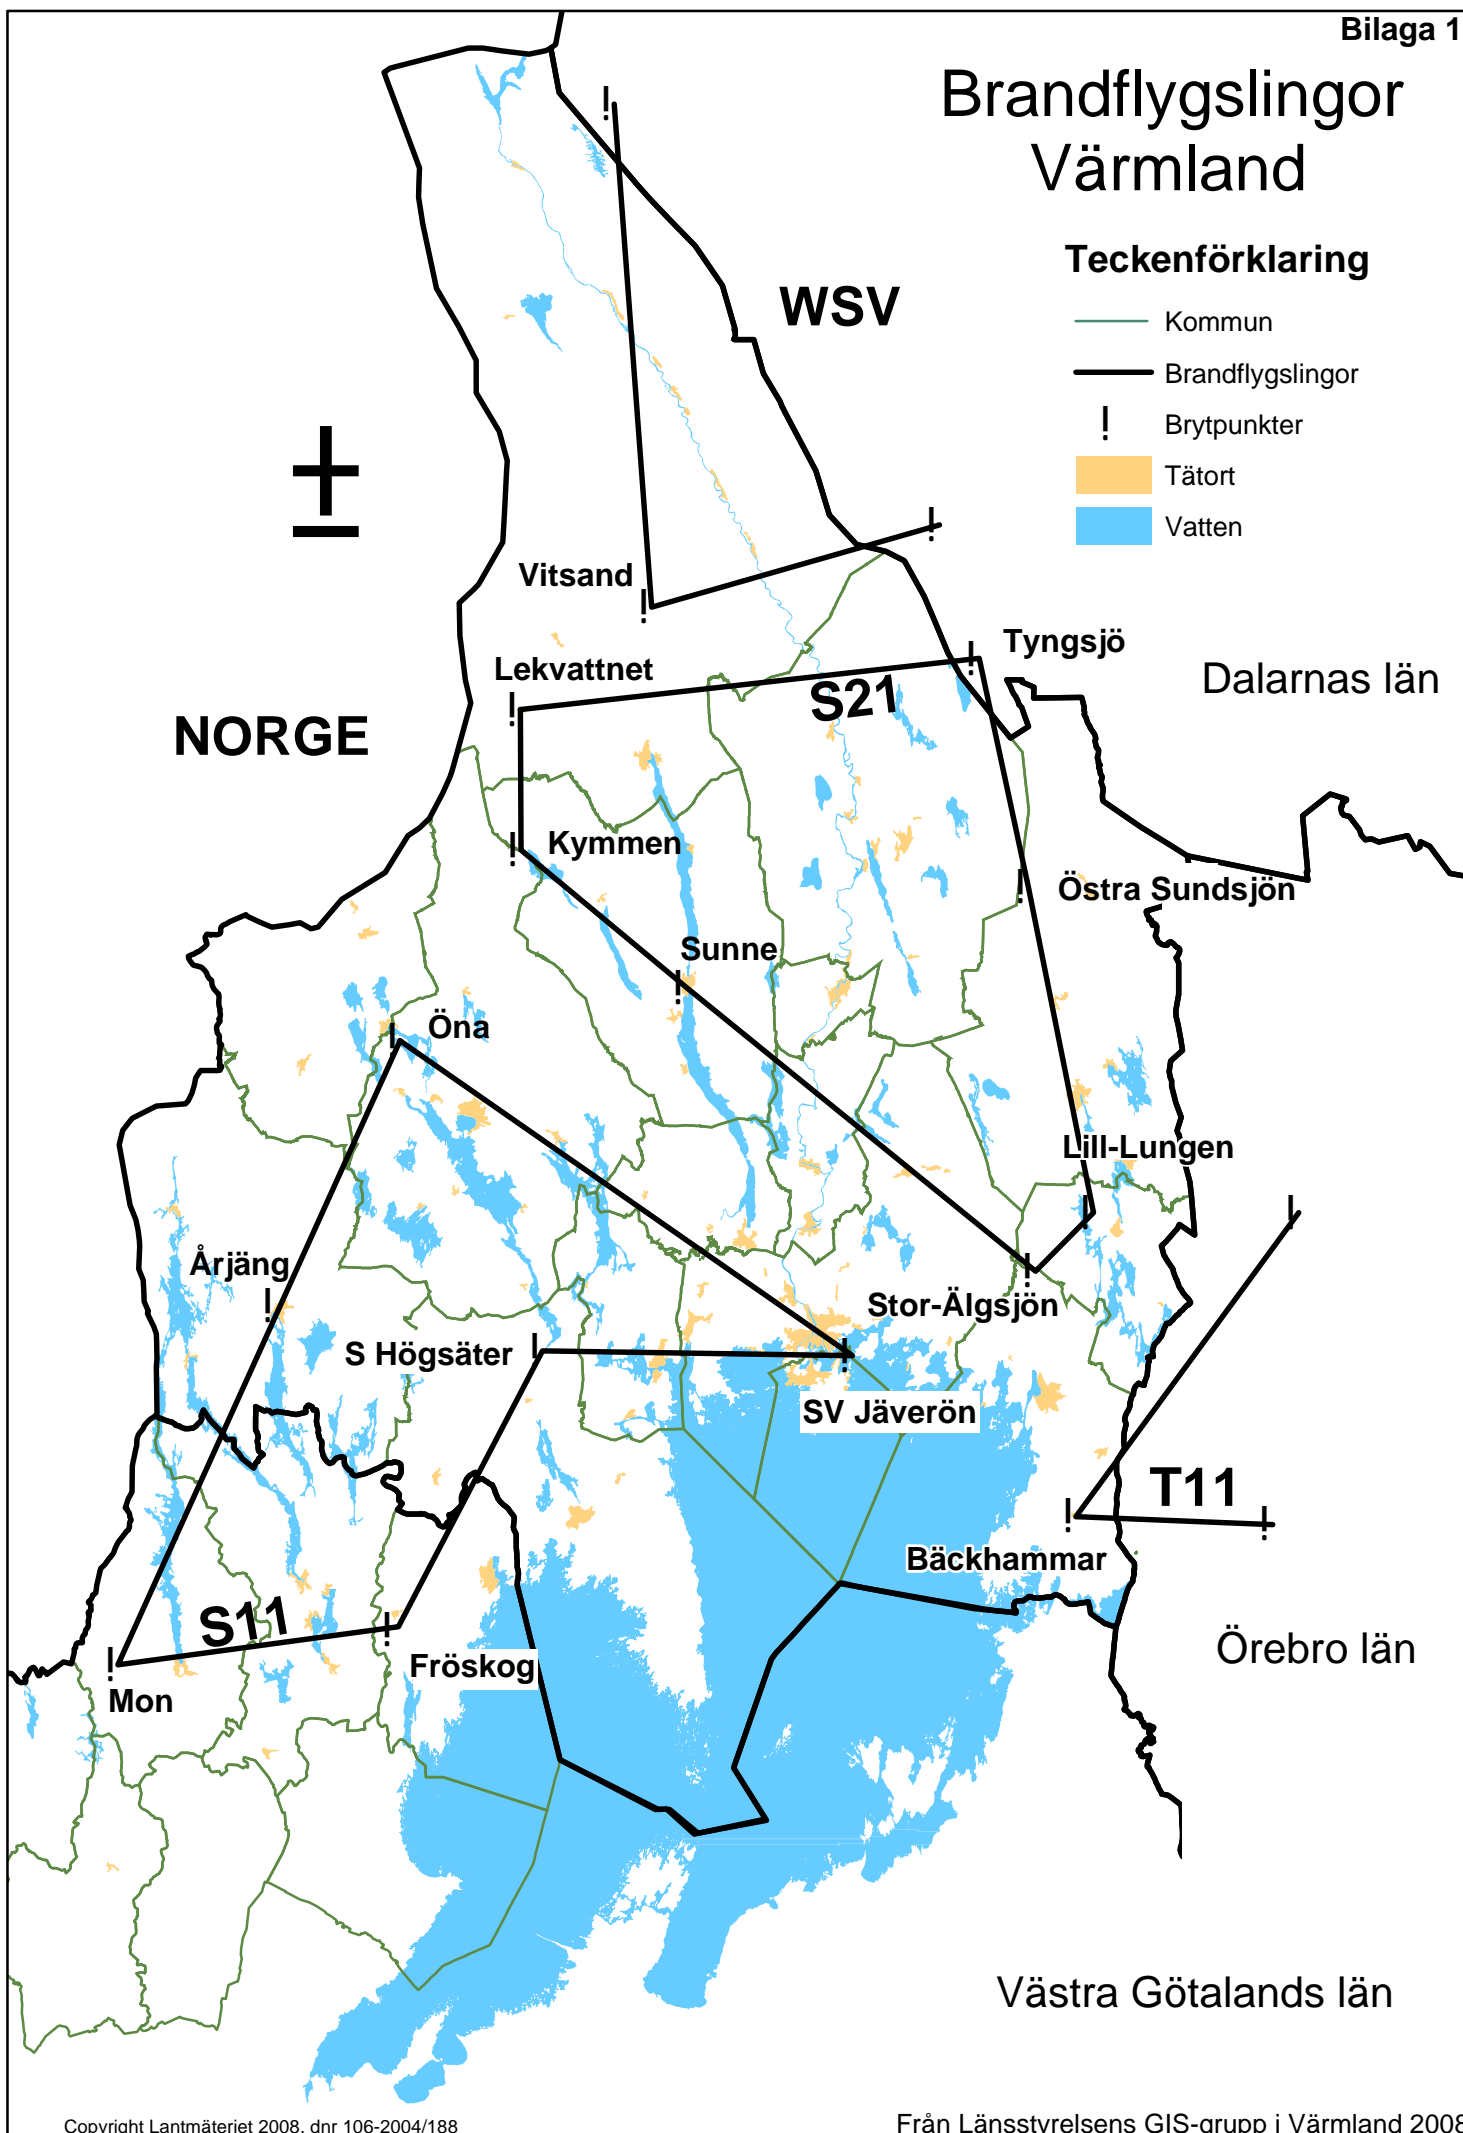 Bilaga 1
Brandflygslingor
Värmland
Teckenförklaring
Kommun
Brandflygslingor
Brytpunkter
Tätort
Vatten
WSV
Vitsand
Tyngsjö
Lekvattnet
S21
Dalarnas län
NORGE
Kymmen
Östra Sundsjön
Sunne
Öna
Lill-Lungen
Årjäng
Stor-Älgsjön
S Högsäter
SV Jäverön
T11
Bäckhammar
S11
Örebro län
Fröskog
Mon
Västra Götalands län
Copyright Lantmäteriet 2008, dnr 106-2004/188
Från Länsstyrelsens GIS-grupp i Värmland 2008